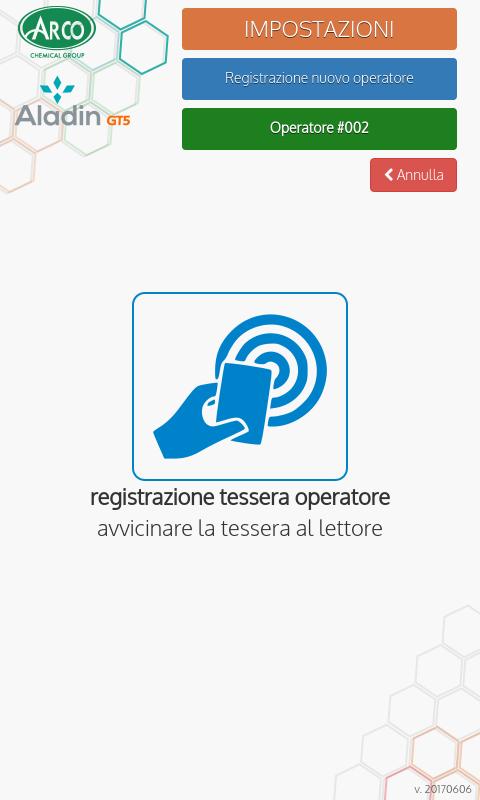 ARCO
CHEMICAL GROUP
Aladin GT5
IMPOSTAZIONI
Registrazione nuovo operatore
Operatore #002
Annulla
registrazione tessera operatore
avvicinare la tessera al lettore
v. 20170606